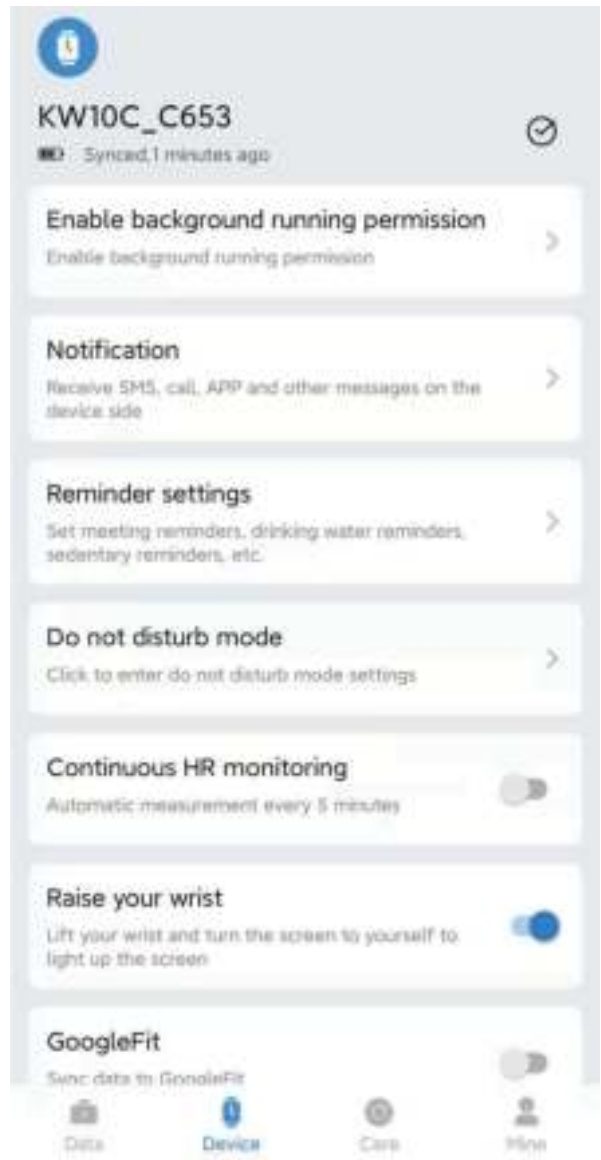 KW10C_C653
Synced,1 minutes ago
Enable background running permission
Enable background running permission
Notification
Receive SMS, call, APP and other messages on the
device side
Reminder settings
Set meeting reminders, drinking water reminders,
sedentary reminders, etc.
Do not disturb mode
Click to enter do not disturb mode settings
Continuous HR monitoring
Automatic measurement every 5 minutes
Raise your wrist
Lift your wrist and turn the screen to yourself to
light up the screen
GoogleFit
Sync data to GoogleFit
Data
Device
Care
Mine